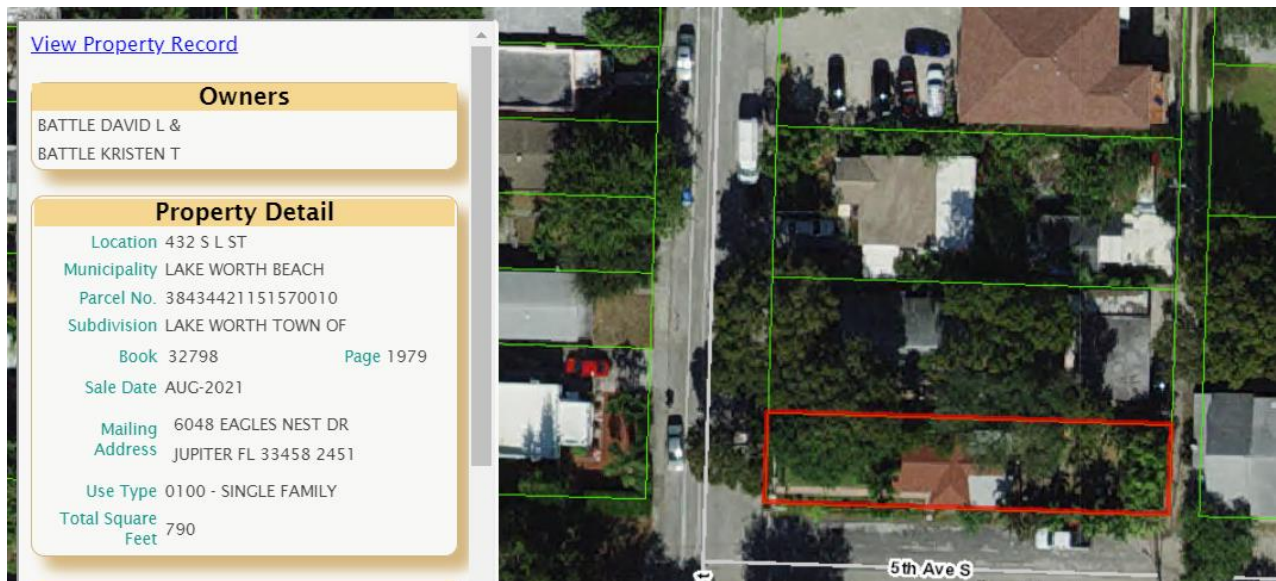 View Property Record
Owners
BATTLE DAVID L &
BATTLE KRISTEN T
Property Detail
Location 432 S L ST
Municipality LAKE WORTH BEACH
Parcel No. 38434421151570010
Subdivision LAKE WORTH TOWN OF
Book 32798 Page 1979
Sale Date AUG-2021
Mailing Address 6048 EAGLES NEST DR
JUPITER FL 33458 2451
Use Type 0100 - SINGLE FAMILY
Total Square Feet 790
5th Ave S